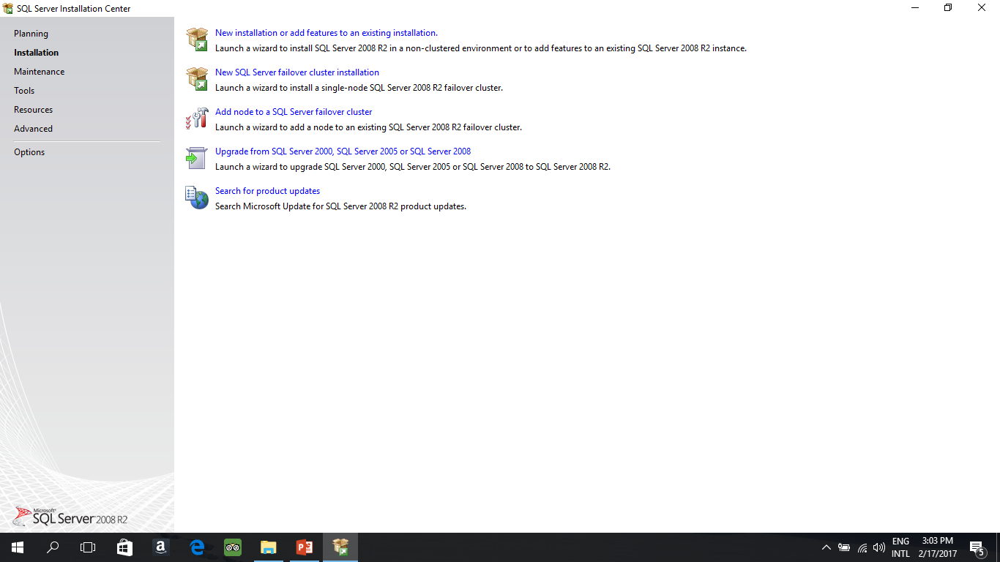 SQL Server Installation Center
Planning
Installation
Maintenance
Tools
Resources
Advanced
Options
New installation or add features to an existing installation.
Launch a wizard to install SQL Server 2008 R2 in a non-clustered environment or to add features to an existing SQL Server 2008 R2 instance.
New SQL Server failover cluster installation
Launch a wizard to install a single-node SQL Server 2008 R2 failover cluster.
Add node to a SQL Server failover cluster
Launch a wizard to add a node to an existing SQL Server 2008 R2 failover cluster.
Upgrade from SQL Server 2000, SQL Server 2005 or SQL Server 2008
Launch a wizard to upgrade SQL Server 2000, SQL Server 2005 or SQL Server 2008 to SQL Server 2008 R2.
Search for product updates
Search Microsoft Update for SQL Server 2008 R2 product updates.
Microsoft
SQL Server 2008 R2
a
P
ENG
INTL
3:03 PM
2/17/2017
5